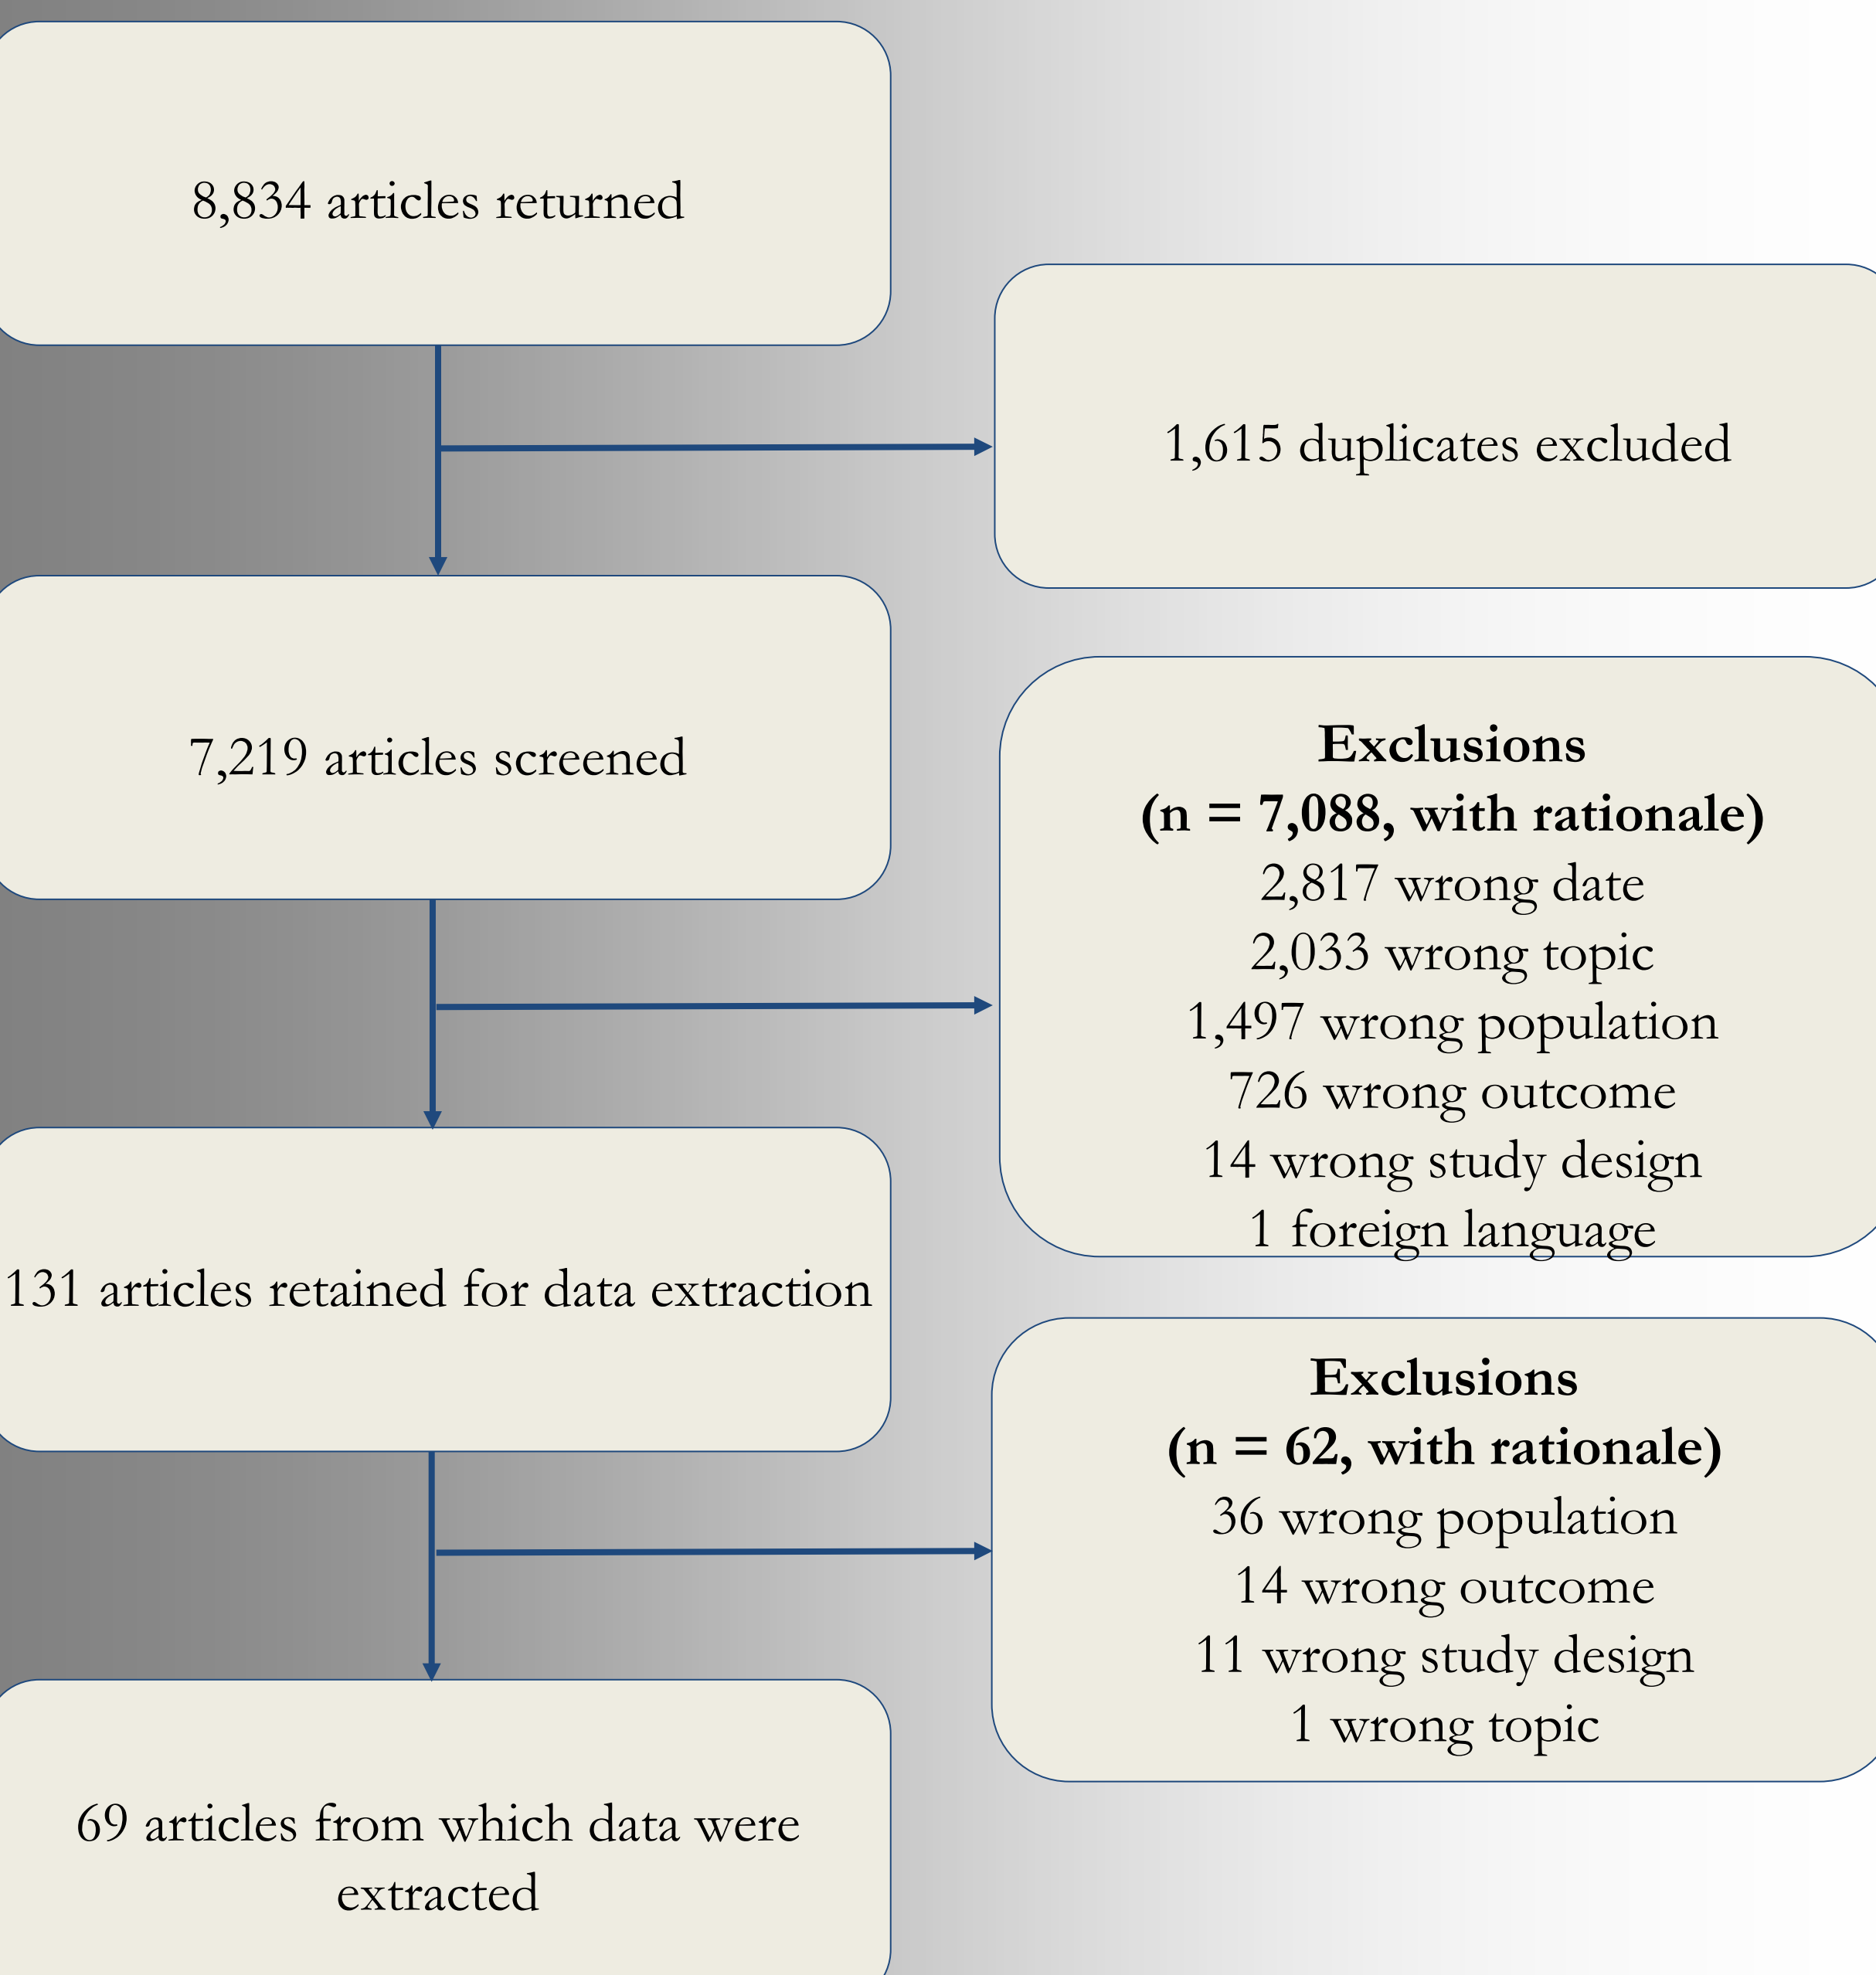 8,834 articles returned
1,615 duplicates excluded
7,219 articles screened
Exclusions
(n = 7,088, with rationale)
2,817 wrong date
2,033 wrong topic
1,497 wrong population
726 wrong outcome
14 wrong study design
1 foreign language
131 articles retained for data extraction
Exclusions
(n = 62, with rationale)
36 wrong population
14 wrong outcome
11 wrong study design
1 wrong topic
69 articles from which data were
extracted